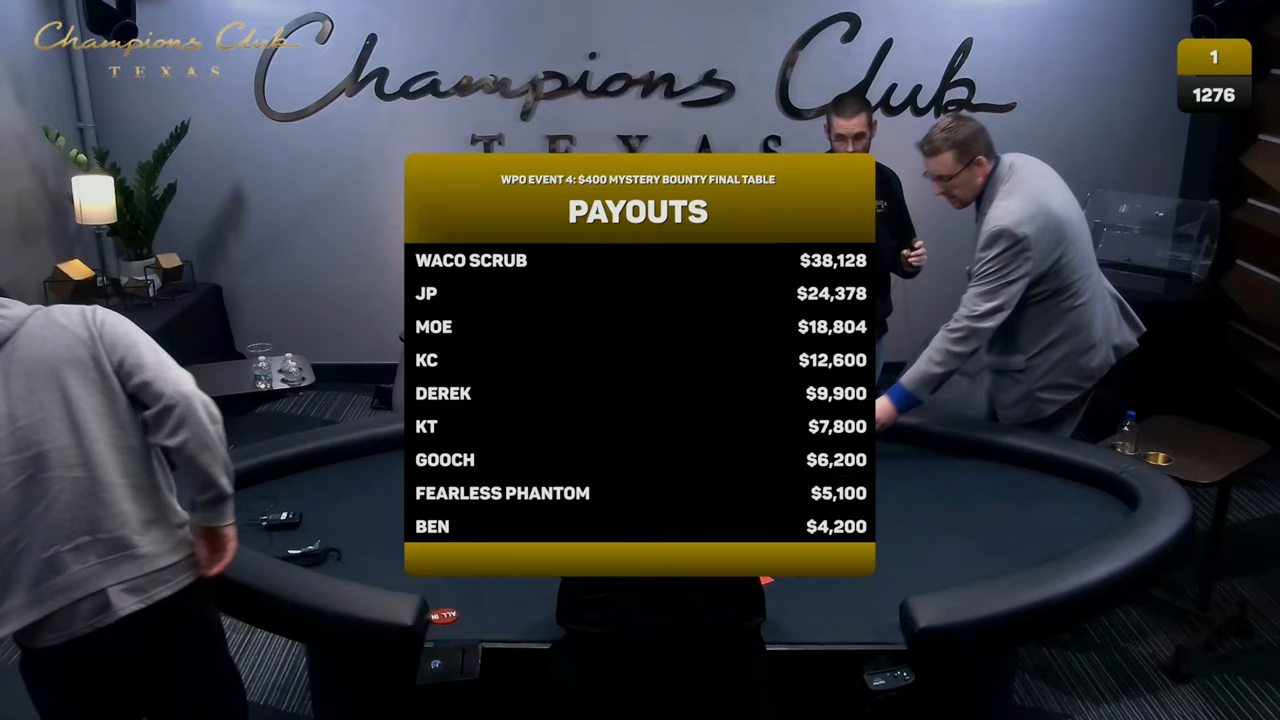 Champions Club
TEXAS
Champions Club
TEXAS
1
1276
WPO EVENT 4: $400 MYSTERY BOUNTY FINAL TABLE
PAYOUTS
WACO SCRUB $38,128
JP $24,378
MOE $18,804
KC $12,600
DEREK $9,900
KT $7,800
GOOCH $6,200
FEARLESS PHANTOM $5,100
BEN $4,200
ALL IN